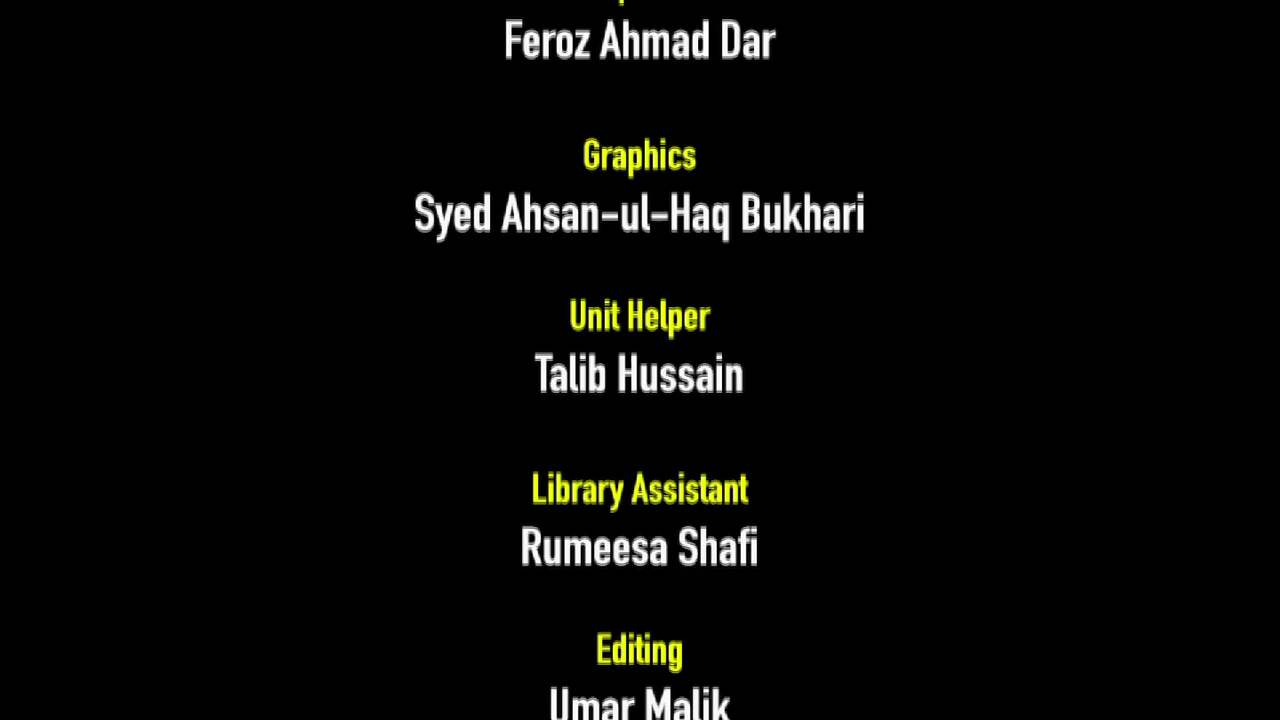 Feroz Ahmad Dar
Graphics
Syed Ahsan-ul-Haq Bukhari
Unit Helper
Talib Hussain
Library Assistant
Rumeesa Shafi
Editing
Umar Malik